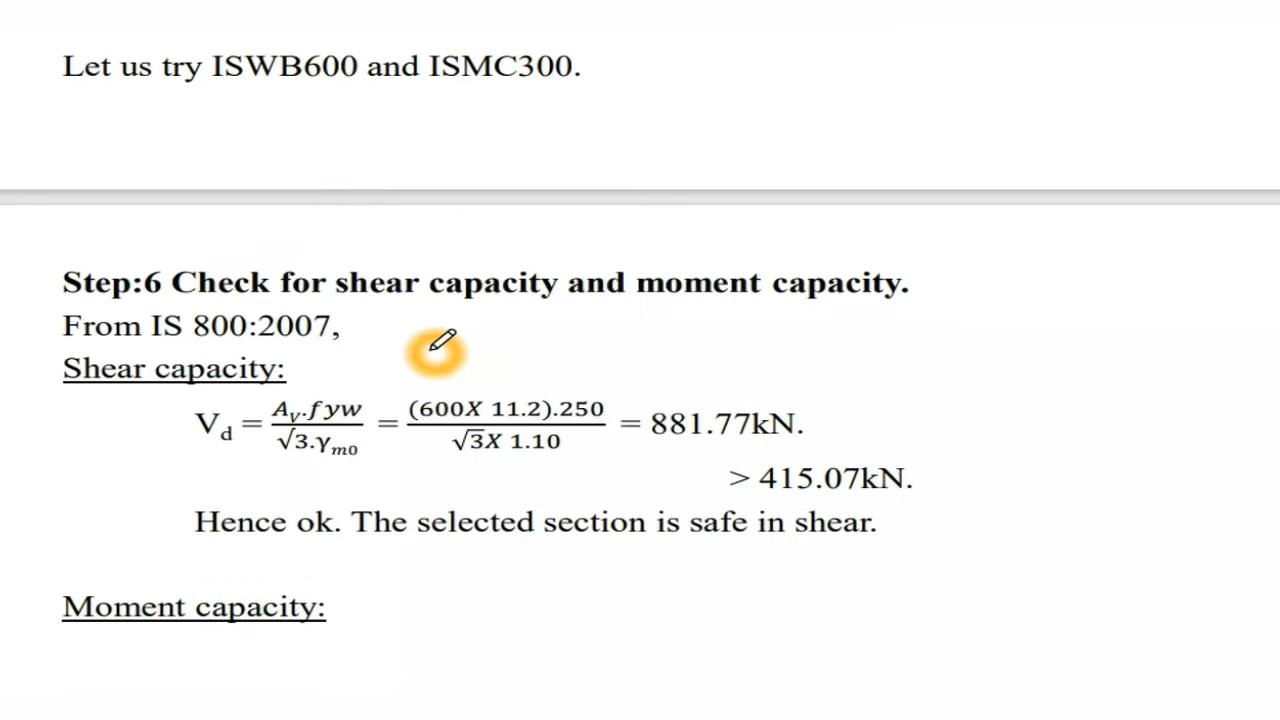 Let us try ISWB600 and ISMC300.
Step:6 Check for shear capacity and moment capacity.
From IS 800:2007,
Shear capacity:
V_d = A_v.fyw / √3.γ_m0 = (600X 11.2).250 / √3X 1.10 = 881.77kN.
> 415.07kN.
Hence ok. The selected section is safe in shear.
Moment capacity: